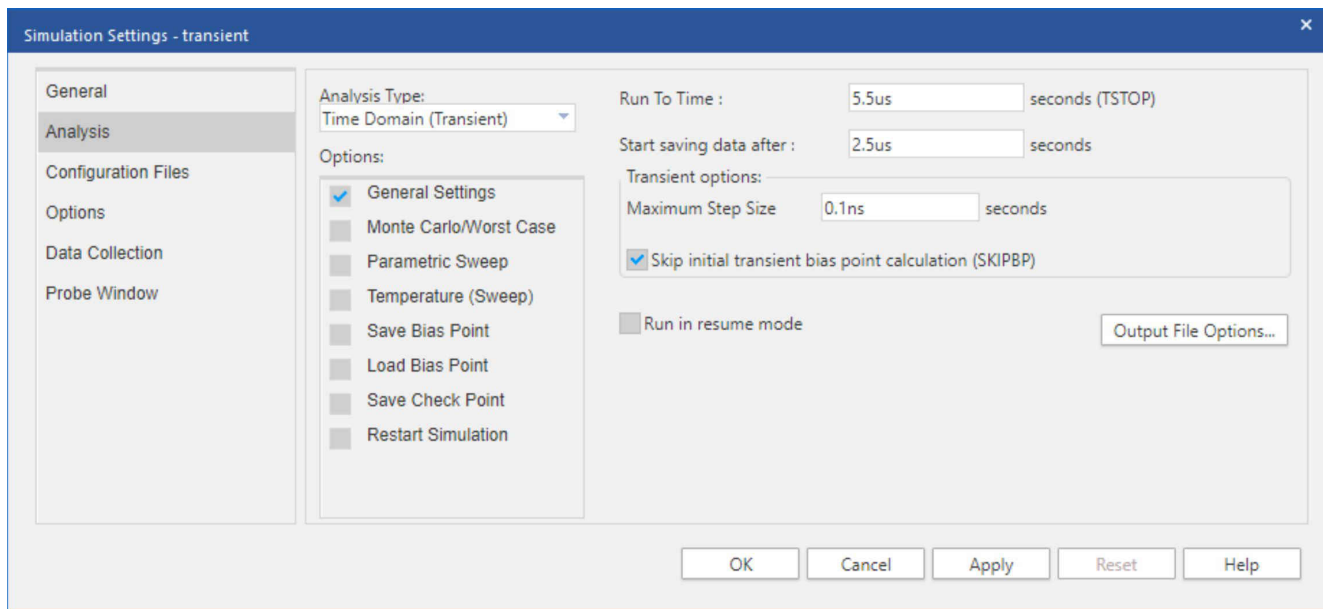 Simulation Settings - transient
×
General
Analysis
Configuration Files
Options
Data Collection
Probe Window
Analysis Type:
Time Domain (Transient)
Options:
General Settings
Monte Carlo/Worst Case
Parametric Sweep
Temperature (Sweep)
Save Bias Point
Load Bias Point
Save Check Point
Restart Simulation
Run To Time : 5.5us seconds (TSTOP)
Start saving data after : 2.5us seconds
Transient options:
Maximum Step Size 0.1ns seconds
Skip initial transient bias point calculation (SKIPBP)
Run in resume mode
Output File Options...
OK Cancel Apply Reset Help